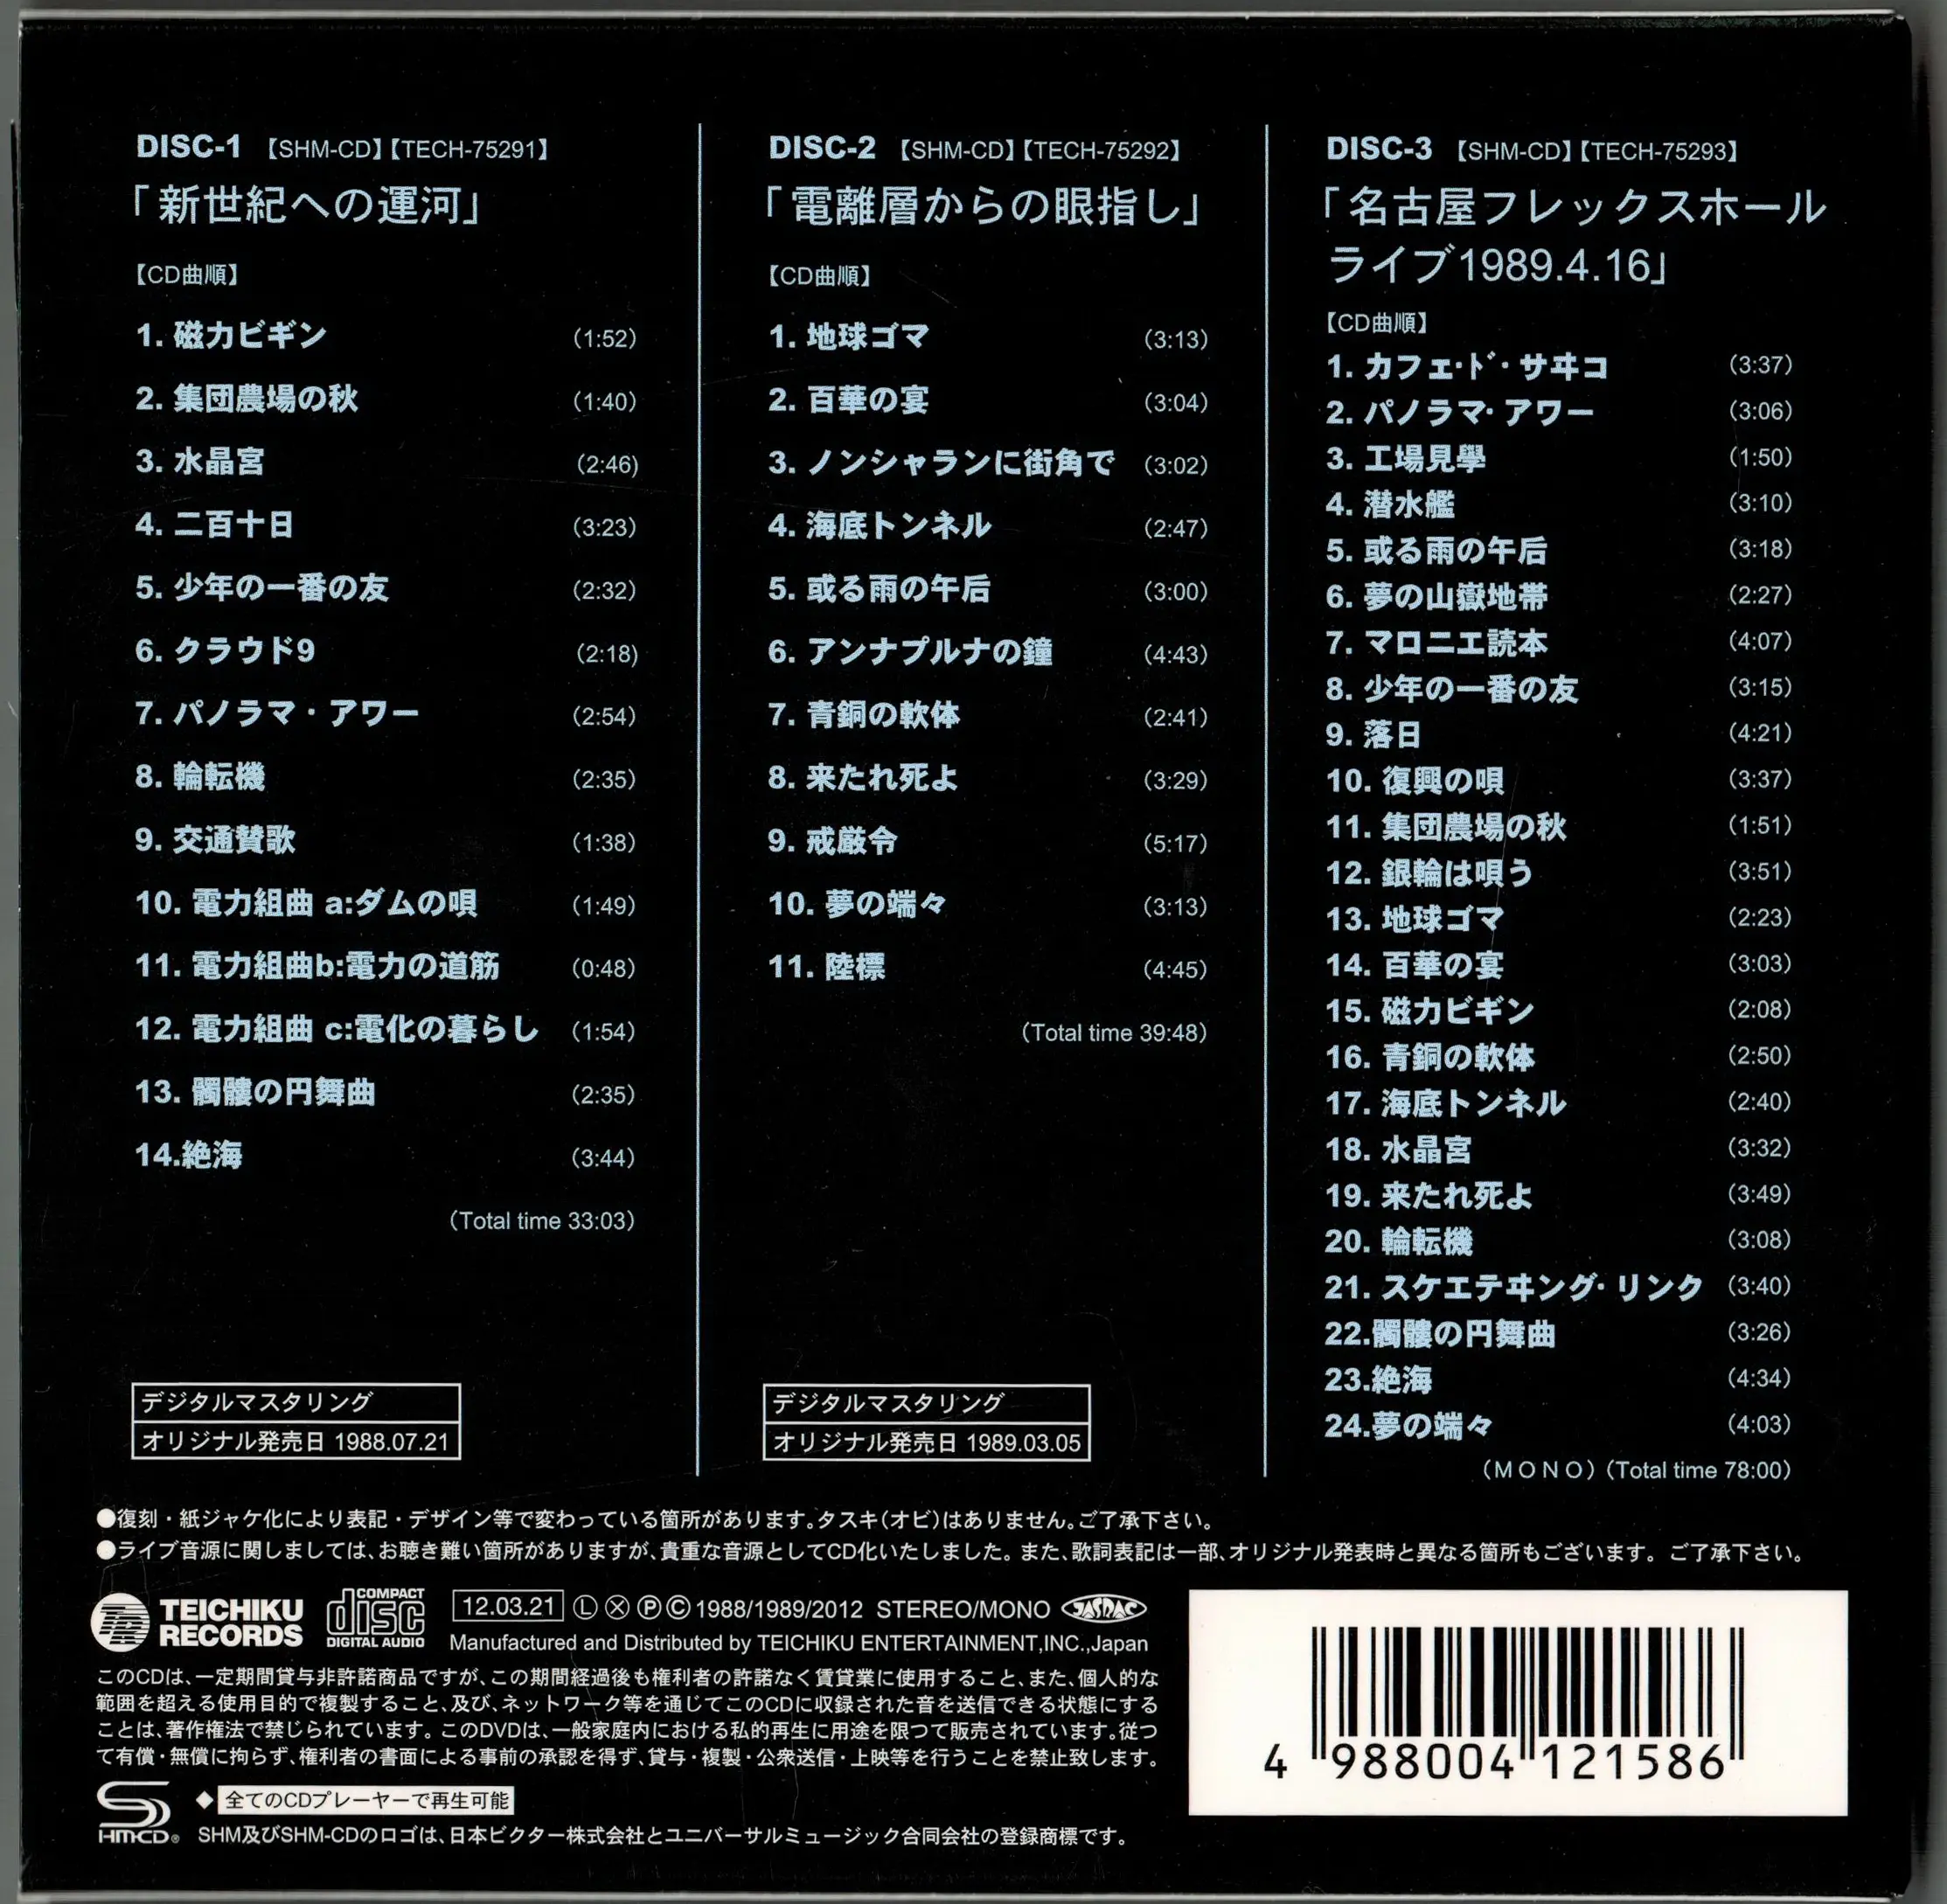 DISC-1 【SHM-CD】【TECH-75291】
「新世紀への運河」
【CD曲順】
1. 磁力ビギン (1:52)
2. 集団農場の秋 (1:40)
3. 水晶宮 (2:46)
4. 二百十日 (3:23)
5. 少年の一番の友 (2:32)
6. クラウド9 (2:18)
7. パノラマ・アワー (2:54)
8. 輪転機 (2:35)
9. 交通賛歌 (1:38)
10. 電力組曲 a:ダムの唄 (1:49)
11. 電力組曲b:電力の道筋 (0:48)
12. 電力組曲 c:電化の暮らし (1:54)
13. 髑髏の円舞曲 (2:35)
14.絶海 (3:44)
(Total time 33:03)
デジタルマスタリング
オリジナル発売日 1988.07.21
DISC-2 【SHM-CD】【TECH-75292】
「電離層からの眼指し」
【CD曲順】
1. 地球ゴマ (3:13)
2. 百華の宴 (3:04)
3. ノンシャランに街角で (3:02)
4. 海底トンネル (2:47)
5. 或る雨の午后 (3:00)
6. アンナプルナの鐘 (4:43)
7. 青銅の軟体 (2:41)
8. 来たれ死よ (3:29)
9. 戒厳令 (5:17)
10. 夢の端々 (3:13)
11. 陸標 (4:45)
(Total time 39:48)
デジタルマスタリング
オリジナル発売日 1989.03.05
DISC-3 【SHM-CD】【TECH-75293】
「名古屋フレックスホール
ライブ1989.4.16」
【CD曲順】
1. カフェ・ド・サヰコ (3:37)
2. パノラマ・アワー (3:06)
3. 工場見學 (1:50)
4. 潜水艦 (3:10)
5. 或る雨の午后 (3:18)
6. 夢の山嶽地帯 (2:27)
7. マロニエ読本 (4:07)
8. 少年の一番の友 (3:15)
9. 落日 (4:21)
10. 復興の唄 (3:37)
11. 集団農場の秋 (1:51)
12. 銀輪は唄う (3:51)
13. 地球ゴマ (2:23)
14. 百華の宴 (3:03)
15. 磁力ビギン (2:08)
16. 青銅の軟体 (2:50)
17. 海底トンネル (2:40)
18. 水晶宮 (3:32)
19. 来たれ死よ (3:49)
20. 輪転機 (3:08)
21. スケエテヰング・リンク (3:40)
22.髑髏の円舞曲 (3:26)
23.絶海 (4:34)
24.夢の端々 (4:03)
(MONO)(Total time 78:00)
●復刻・紙ジャケ化により表記・デザイン等で変わっている箇所があります。タスキ(オビ)はありません。ご了承下さい。
●ライブ音源に関しましては、お聴き難い箇所がありますが、貴重な音源としてCD化いたしました。また、歌詞表記は一部、オリジナル発表時と異なる箇所もございます。ご了承下さい。
TEICHIKU RECORDS
COMPACT disc DIGITAL AUDIO
12.03.21 Ⓛ Ⓧ Ⓟ Ⓒ 1988/1989/2012 STEREO/MONO JASRAC
Manufactured and Distributed by TEICHIKU ENTERTAINMENT,INC.,Japan
このCDは、一定期間貸与非許諾商品ですが、この期間経過後も権利者の許諾なく賃貸業に使用すること、また、個人的な
範囲を超える使用目的で複製すること、及び、ネットワーク等を通じてこのCDに収録された音を送信できる状態にする
ことは、著作権法で禁じられています。このDVDは、一般家庭内における私的再生に用途を限つて販売されています。従つ
て有償・無償に拘らず、権利者の書面による事前の承認を得ず、貸与・複製・公衆送信・上映等を行うことを禁止致します。
SHM-CD® ◆ 全てのCDプレーヤーで再生可能
SHM及びSHM-CDのロゴは、日本ビクター株式会社とユニバーサルミュージック合同会社の登録商標です。
4 988004 121586